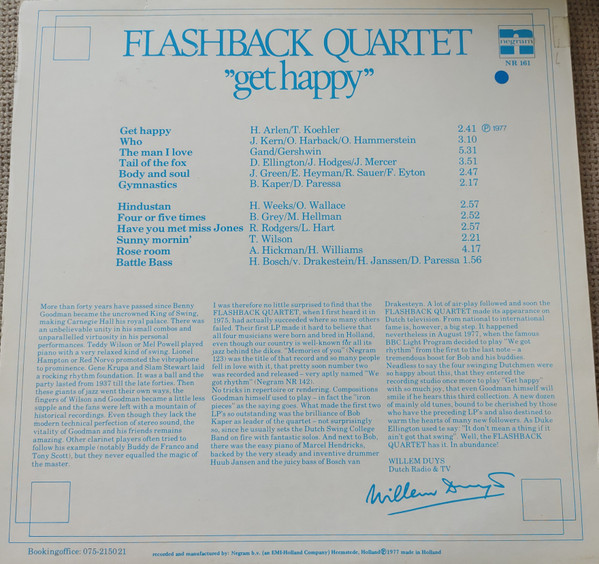 FLASHBACK QUARTET
"get happy"
negram
NR 161
Get happy H. Arlen/T. Koehler 2.41 Ⓟ 1977
Who J. Kern/O. Harback/O. Hammerstein 3.10
The man I love Gand/Gershwin 5.31
Tail of the fox D. Ellington/J. Hodges/J. Mercer 3.51
Body and soul J. Green/E. Heyman/R. Sauer/F. Eyton 2.47
Gymnastics B. Kaper/D. Paressa 2.17
Hindustan H. Weeks/O. Wallace 2.57
Four or five times B. Grey/M. Hellman 2.52
Have you met miss Jones R. Rodgers/L. Hart 2.57
Sunny mornin' T. Wilson 2.21
Rose room A. Hickman/H. Williams 4.17
Battle Bass H. Bosch/v. Drakestein/H. Janssen/D. Paressa 1.56
More than forty years have passed since Benny
Goodman became the uncrowned King of Swing,
making Carnegie Hall his royal palace. There was
an unbelievable unity in his small combos and
unparalelled virtuosity in his personal
performances. Teddy Wilson or Mel Powell played
piano with a very relaxed kind of swing. Lionel
Hampton or Red Norvo promoted the vibraphone
to prominence. Gene Krupa and Slam Stewart laid
a rocking rhythm foundation. It was a ball and the
party lasted from 1937 till the late forties. Then
these giants of jazz went their own ways, the
fingers of Wilson and Goodman became a little less
supple and the fans were left with a mountain of
historical recordings. Even though they lack the
modern technical perfection of stereo sound, the
vitality of Goodman and his friends remains
amazing. Other clarinet players often tried to
follow his example (notably Buddy de Franco and
Tony Scott), but they never equalled the magic of
the master.
I was therefore no little surprised to find that the
FLASHBACK QUARTET, when I first heard it in
1975, had actually succeeded where so many others
failed. Their first LP made it hard to believe that
all four musicians were born and bred in Holland,
even though our country is well-known for all its
jazz behind the dikes. "Memories of you" (Negram
123) was the title of that record and so many people
fell in love with it, that pretty soon number two
was recorded and released - very apt(!) called "We
got rhythm" (Negram NR 142).
No tricks in repertoire or rendering. Compositions
Goodman himself used to play - in fact the "iron
pieces" as the saying goes. What made the first two
LP's so outstanding was the brilliance of Bob
Kaper as leader of the quartet - not surprisingly
so, since he usually sets the Dutch Swing College
Band on fire with fantastic solos. And next to Bob,
there was the easy piano of Marcel Hendricks,
backed by the very steady and inventive drummer
Huub Jansen and the juicy bass of Bosch van
Drakesteyn. A lot of air-play followed and soon the
FLASHBACK QUARTET made its appearance on
Dutch television. From national to international
fame is, however, a big step. It happened
nevertheless in August 1977, when the famous
BBC Light Program decided to play "We got
rhythm" from the first to the last note - a
tremendous boost for Bob and his buddies.
Needless to say the four swinging Dutchmen were
so happy about this, that they entered the
recording studio once more to play "Get happy"
with so much joy, that even Goodman himself will
smile if he hears this third collection. A new dozen
of mainly old tunes, bound to be cherished by those
who have the preceding LP's and also destined to
warm the hearts of many new followers. As Duke
Ellington used to say: "It don't mean a thing if it
ain't got that swing". Well, the FLASHBACK
QUARTET has it. In abundance!
WILLEM DUYS
Dutch Radio & TV
Willem Duys
Bookingoffice: 075-215021
recorded and manufactured by: Negram b.v. (an EMI-Holland Company) Heemstede, Holland Ⓟ 1977 made in Holland